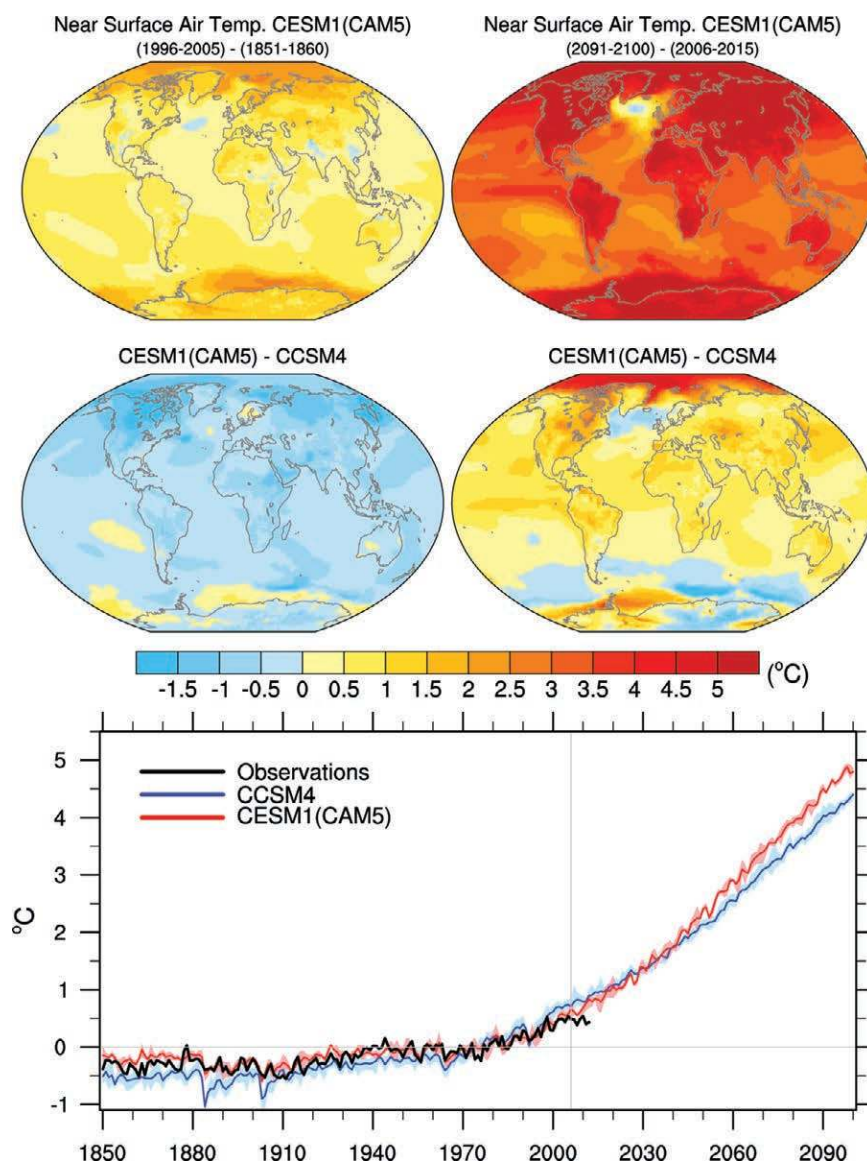 Near Surface Air Temp. CESM1(CAM5)
(1996-2005) - (1851-1860)
Near Surface Air Temp. CESM1(CAM5)
(2091-2100) - (2006-2015)
CESM1(CAM5) - CCSM4
CESM1(CAM5) - CCSM4
-1.5 -1 -0.5 0 0.5 1 1.5 2 2.5 3 3.5 4 4.5 5 (°C)
5
4
3
2
1
0
-1
°C
Observations
CCSM4
CESM1(CAM5)
1850 1880 1910 1940 1970 2000 2030 2060 2090